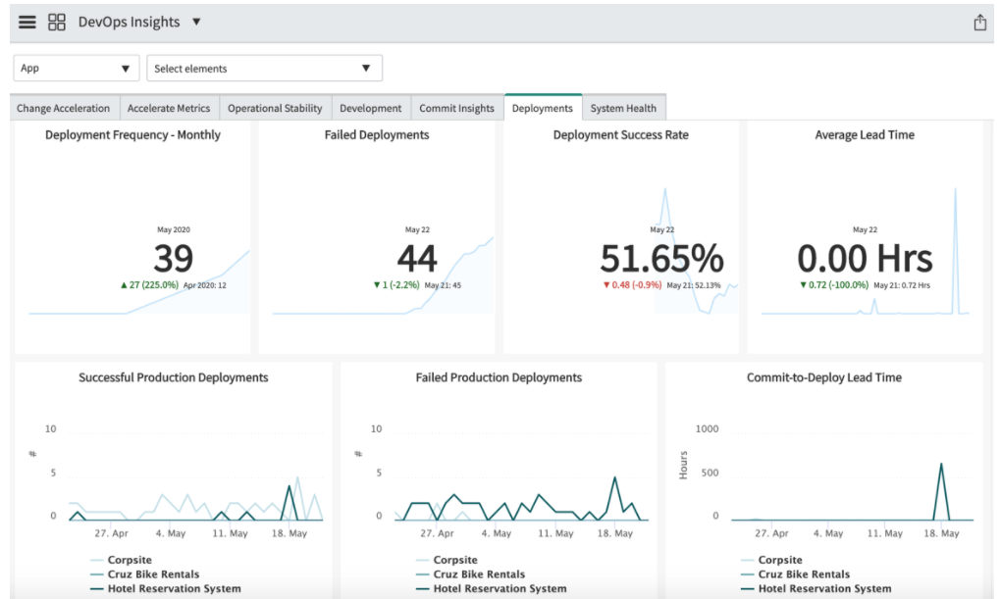 DevOps Insights
App
Select elements
Change Acceleration
Accelerate Metrics
Operational Stability
Development
Commit Insights
Deployments
System Health
Deployment Frequency - Monthly
May 2020
39
▲ 27 (225.0%) Apr 2020: 12
Failed Deployments
May 22
44
▼ 1 (-2.2%) May 21: 45
Deployment Success Rate
May 22
51.65%
▼ 0.48 (-0.9%) May 21: 52.13%
Average Lead Time
May 22
0.00 Hrs
▼ 0.72 (-100.0%) May 21: 0.72 Hrs
Successful Production Deployments
10
#
5
0
27. Apr 4. May 11. May 18. May
Corpsite
Cruz Bike Rentals
Hotel Reservation System
Failed Production Deployments
10
#
5
0
27. Apr 4. May 11. May 18. May
Corpsite
Cruz Bike Rentals
Hotel Reservation System
Commit-to-Deploy Lead Time
1000
Hours
500
0
27. Apr 4. May 11. May 18. May
Corpsite
Cruz Bike Rentals
Hotel Reservation System